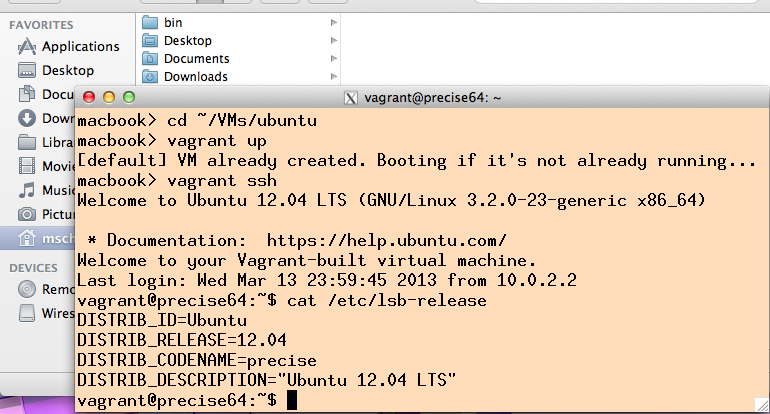 FAVORITES
Applications
Desktop
Docu
Down
Libra
Movi
Music
Pictu
msch
DEVICES
Remo
Wires
bin
Desktop
Documents
Downloads
vagrant@precise64: ~
macbook> cd ~/VMs/ubuntu
macbook> vagrant up
[default] VM already created. Booting if it's not already running...
macbook> vagrant ssh
Welcome to Ubuntu 12.04 LTS (GNU/Linux 3.2.0-23-generic x86_64)
* Documentation:  https://help.ubuntu.com/
Welcome to your Vagrant-built virtual machine.
Last login: Wed Mar 13 23:59:45 2013 from 10.0.2.2
vagrant@precise64:~$ cat /etc/lsb-release
DISTRIB_ID=Ubuntu
DISTRIB_RELEASE=12.04
DISTRIB_CODENAME=precise
DISTRIB_DESCRIPTION="Ubuntu 12.04 LTS"
vagrant@precise64:~$